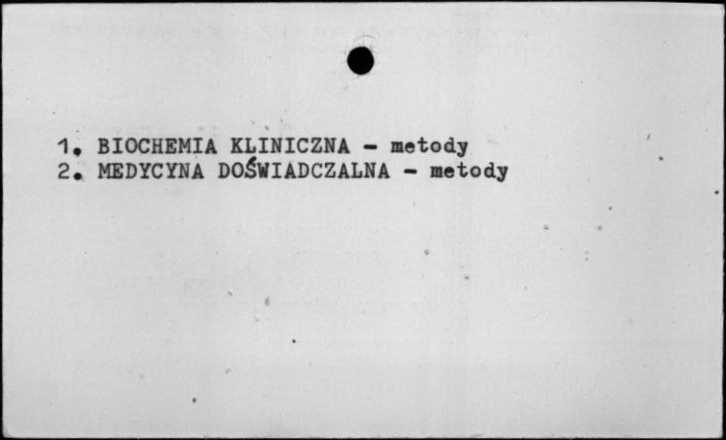 1. BIOCHEMIA KLINICZNA - metody
2. MEDYCYNA DOŚWIADCZALNA - metody